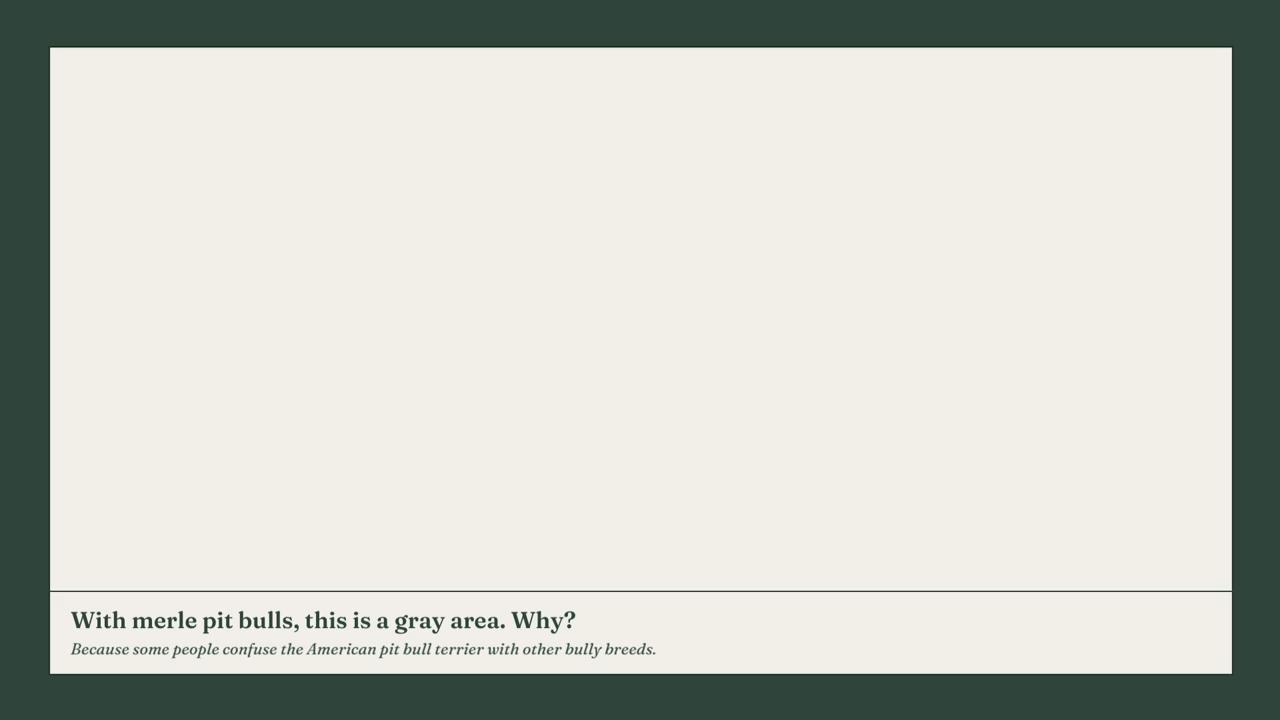 With merle pit bulls, this is a gray area. Why?
Because some people confuse the American pit bull terrier with other bully breeds.